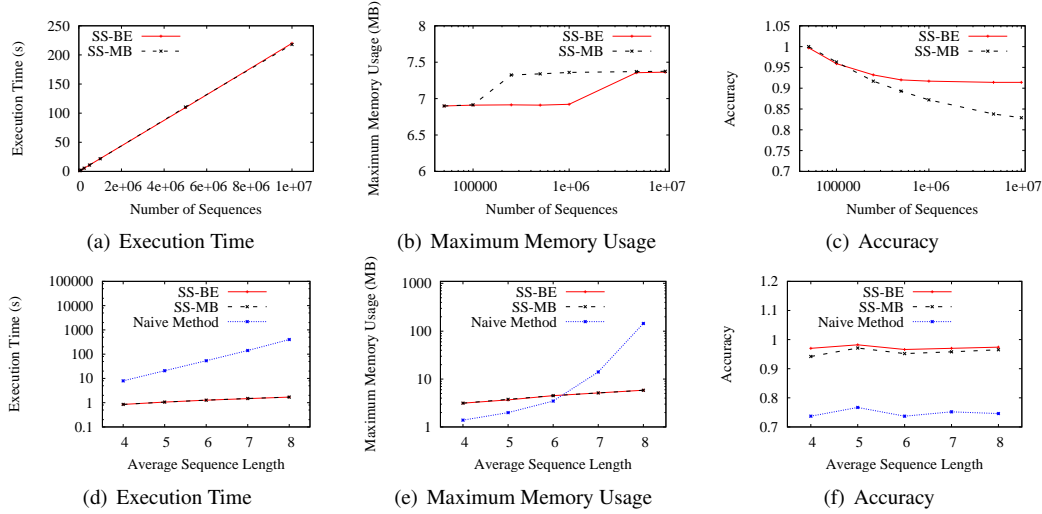 Execution Time (s)
250
200
150
100
50
0
SS-BE
SS-MB
0
2e+06
4e+06
6e+06
8e+06
1e+07
Number of Sequences
(a) Execution Time
Maximum Memory Usage (MB)
8
7.5
7
6.5
6
SS-BE
SS-MB
100000
1e+06
1e+07
Number of Sequences
(b) Maximum Memory Usage
Accuracy
1.05
1
0.95
0.9
0.85
0.8
0.75
0.7
SS-BE
SS-MB
100000
1e+06
1e+07
Number of Sequences
(c) Accuracy
Execution Time (s)
100000
10000
1000
100
10
1
0.1
SS-BE
SS-MB
Naive Method
4
5
6
7
8
Average Sequence Length
(d) Execution Time
Maximum Memory Usage (MB)
1000
100
10
1
SS-BE
SS-MB
Naive Method
4
5
6
7
8
Average Sequence Length
(e) Maximum Memory Usage
Accuracy
1.2
1.1
1
0.9
0.8
0.7
SS-BE
SS-MB
Naive Method
4
5
6
7
8
Average Sequence Length
(f) Accuracy